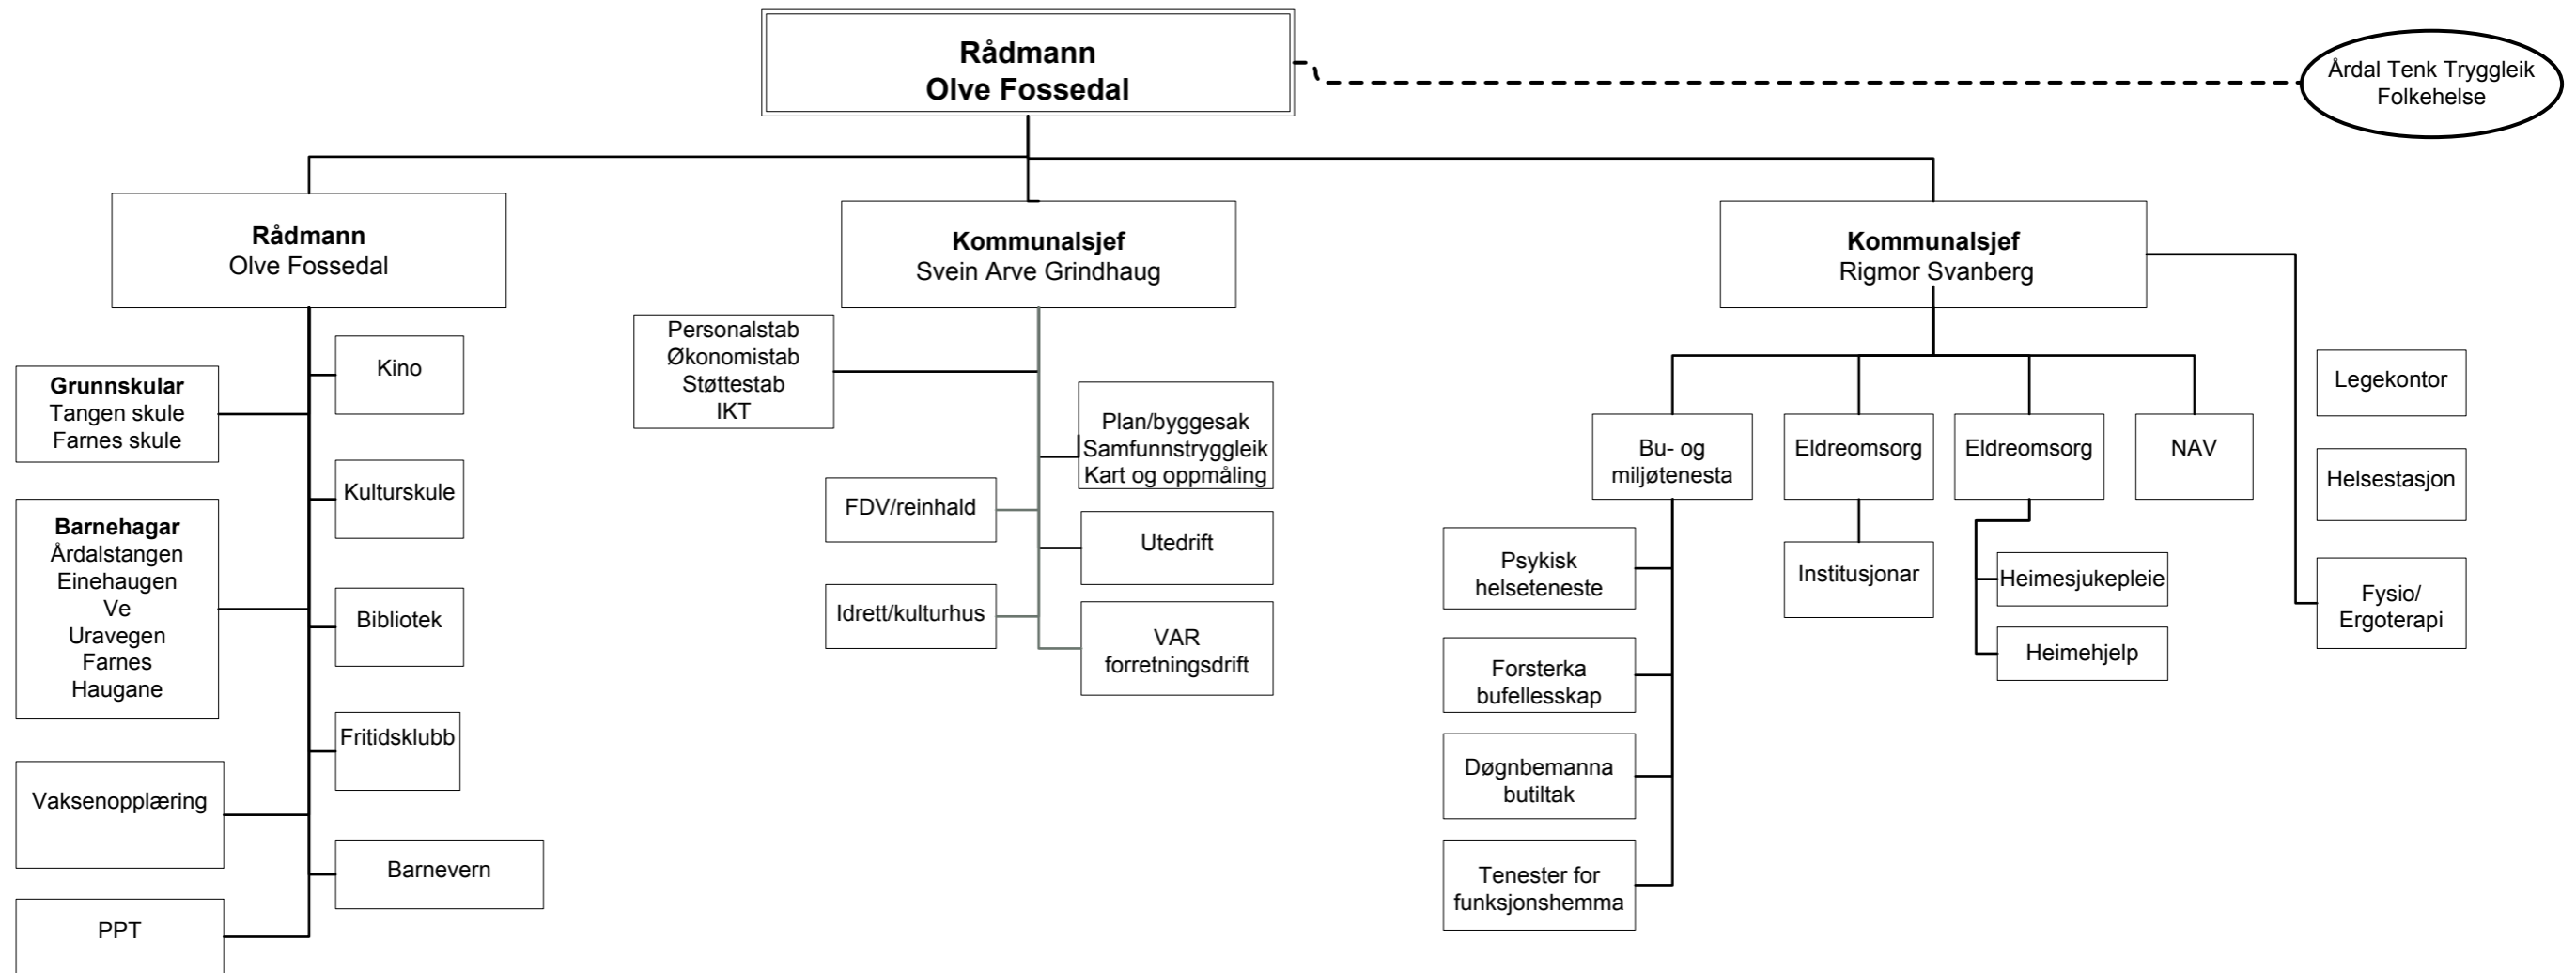 Rådmann
Olve Fossedal
Årdal Tenk Tryggleik
Folkehelse
Rådmann
Olve Fossedal
Kommunalsjef
Svein Arve Grindhaug
Kommunalsjef
Rigmor Svanberg
Grunnskular
Tangen skule
Farnes skule
Barnehagar
Årdalstangen
Einehaugen
Ve
Uravegen
Farnes
Haugane
Vaksenopplæring
PPT
Kino
Kulturskule
Bibliotek
Fritidsklubb
Barnevern
Personalstab
Økonomistab
Støttestab
IKT
FDV/reinhald
Idrett/kulturhus
Plan/byggesak
Samfunnstryggleik
Kart og oppmåling
Utedrift
VAR
forretningsdrift
Bu- og
miljøtenesta
Eldreomsorg
Eldreomsorg
NAV
Psykisk
helseteneste
Forsterka
bufellesskap
Døgnbemanna
butiltak
Tenester for
funksjonshemma
Institusjonar
Heimesjukepleie
Heimehjelp
Legekontor
Helsestasjon
Fysio/
Ergoterapi